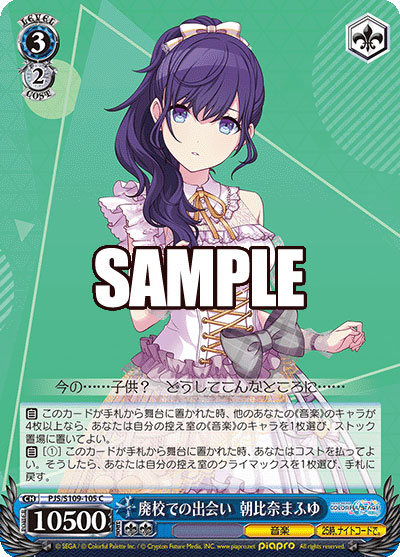 LEVEL
3
2
COST
SAMPLE
今の……子供？　どうしてこんなところに……
【自】このカードが手札から舞台に置かれた時、他のあなたの《音楽》のキャラが
4枚以上なら、あなたは自分の控え室の《音楽》のキャラを1枚選び、ストック
置場に置いてよい。
【自】［⑴］このカードが手札から舞台に置かれた時、あなたはコストを払ってよ
い。そうしたら、あなたは自分の控え室のクライマックスを1枚選び、手札に
戻す。
CH PJS/S109-105 C
POWER 10500
廃校での出会い 朝比奈まふゆ
音楽
COLORFUL STAGE!
25時、ナイトコードで。
© SEGA / © Colorful Palette Inc. / © Crypton Future Media, INC. www.piapro.net piapro